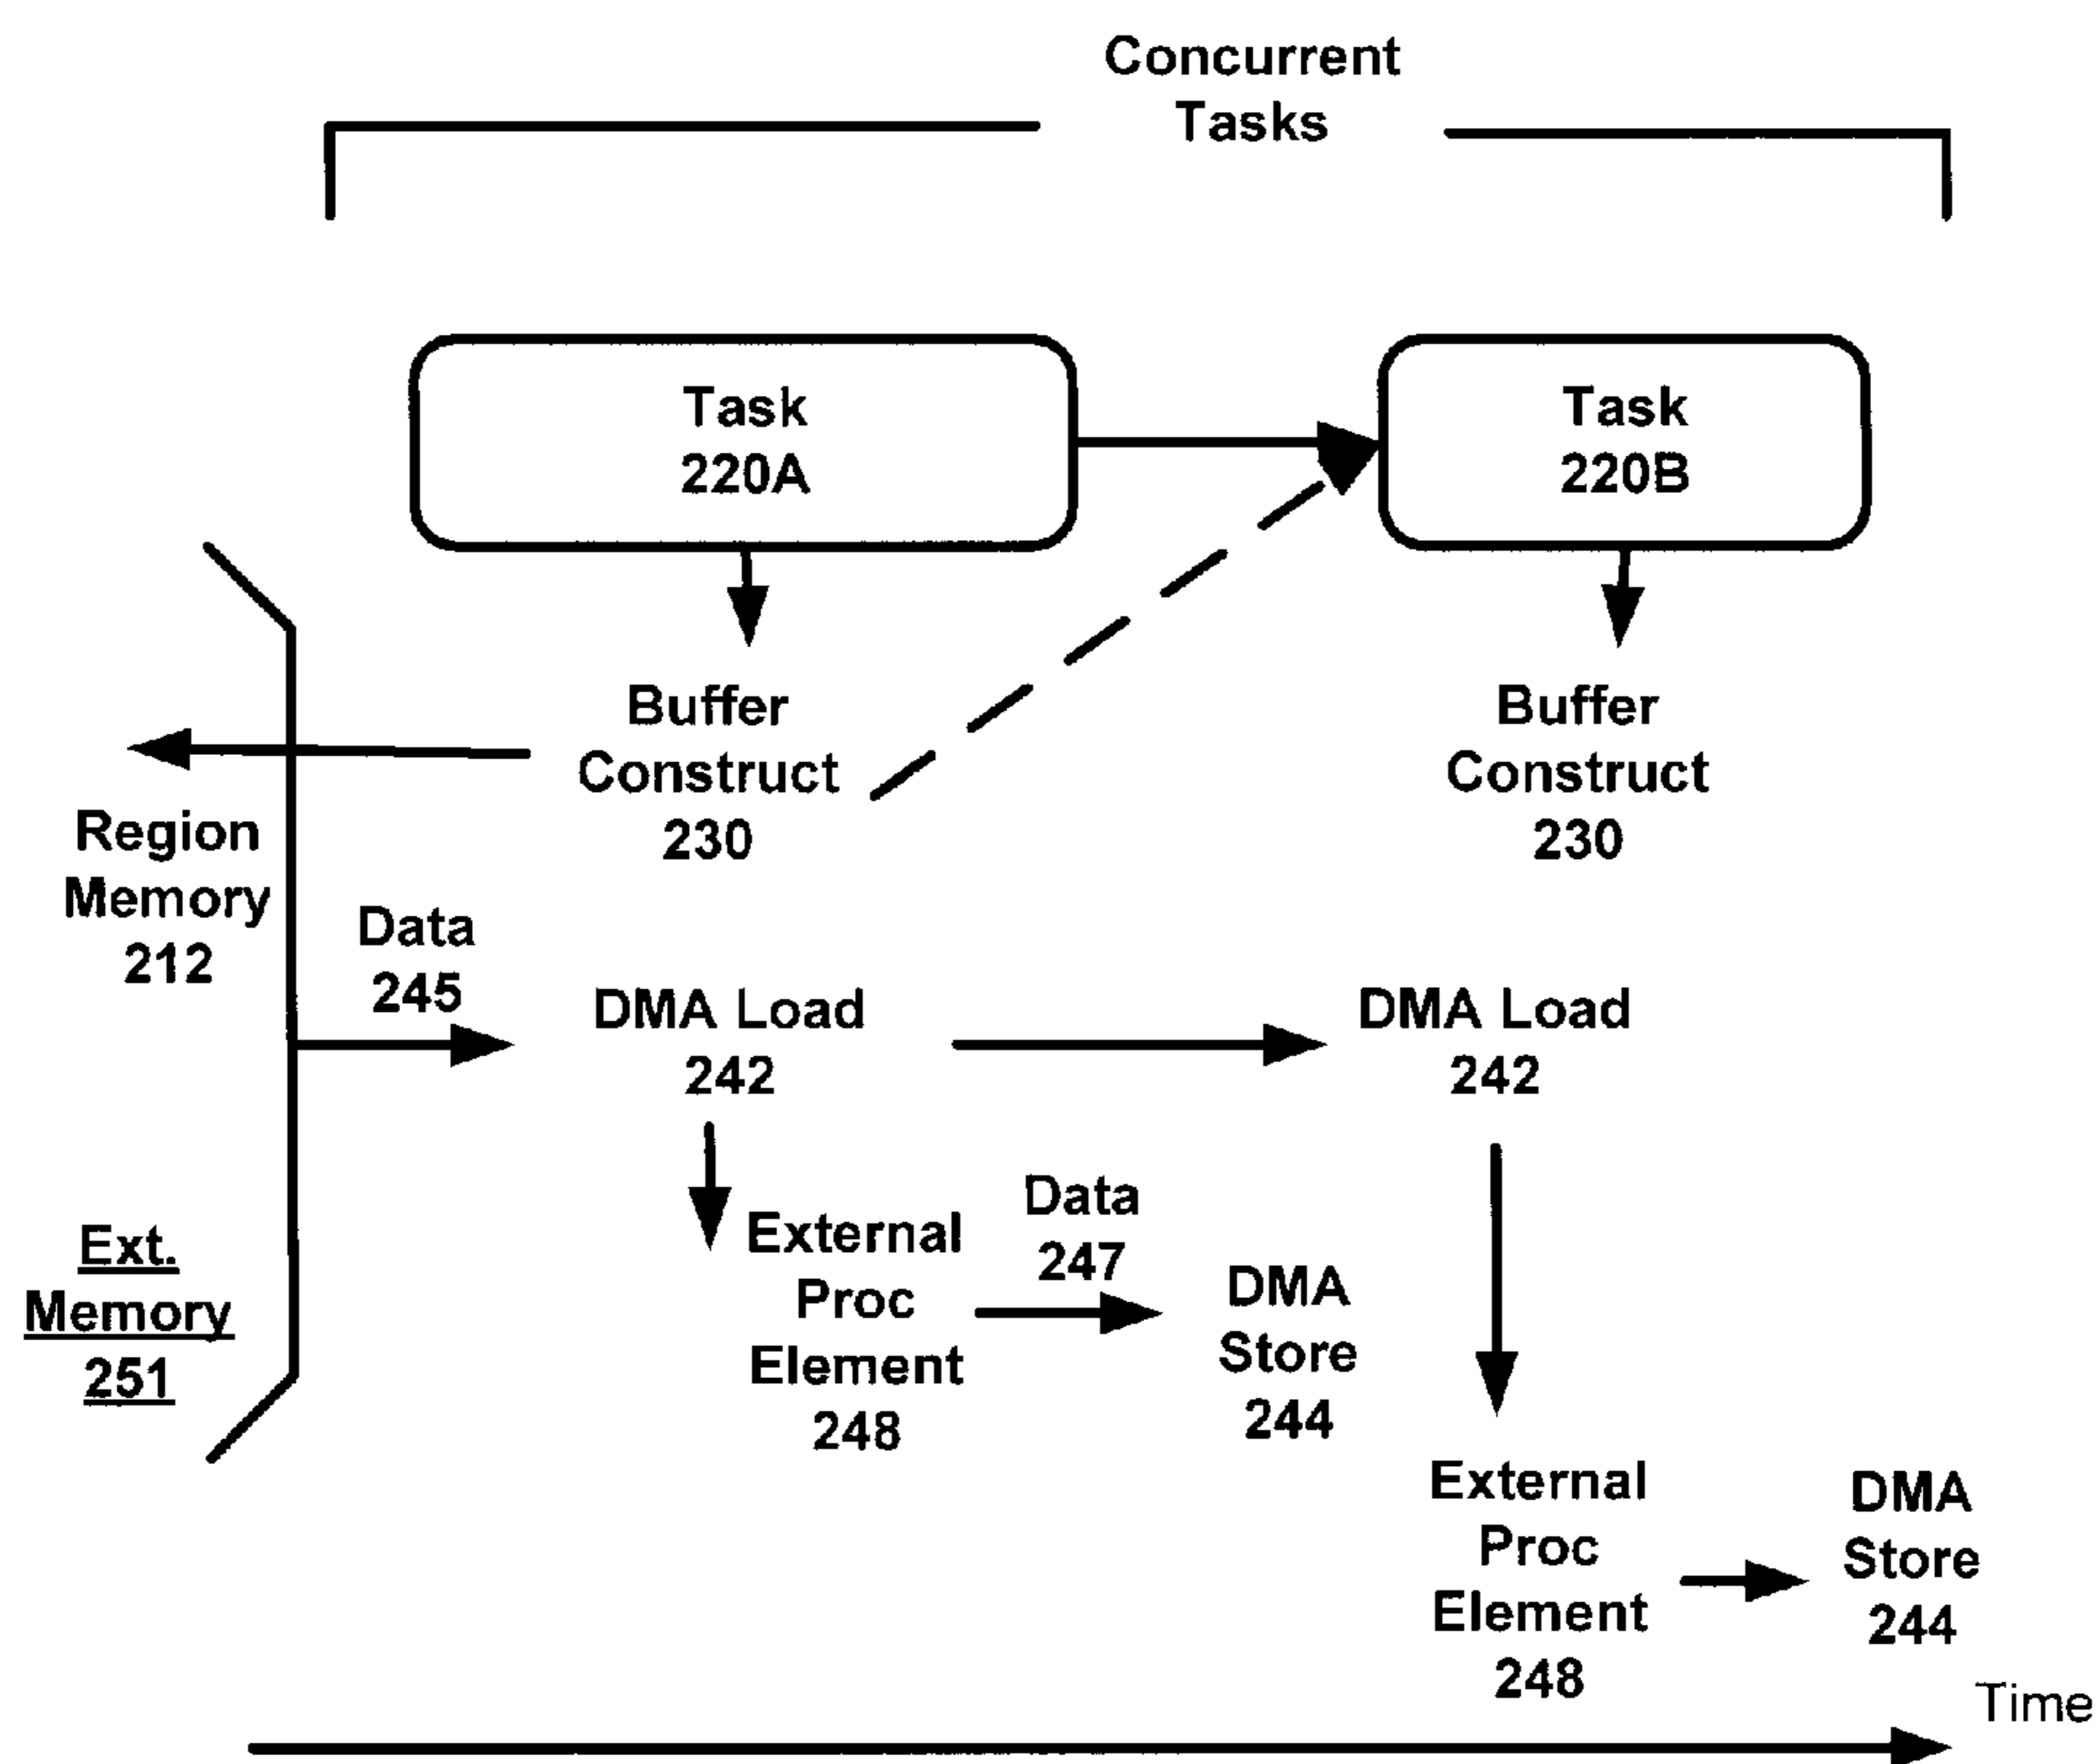 Concurrent
Tasks
Task
220A
Task
220B
Buffer
Construct
230
Buffer
Construct
230
Region
Memory
212
Data
245
DMA Load
242
DMA Load
242
Ext.
Memory
251
External
Proc
Element
248
Data
247
DMA
Store
244
External
Proc
Element
248
DMA
Store
244
Time